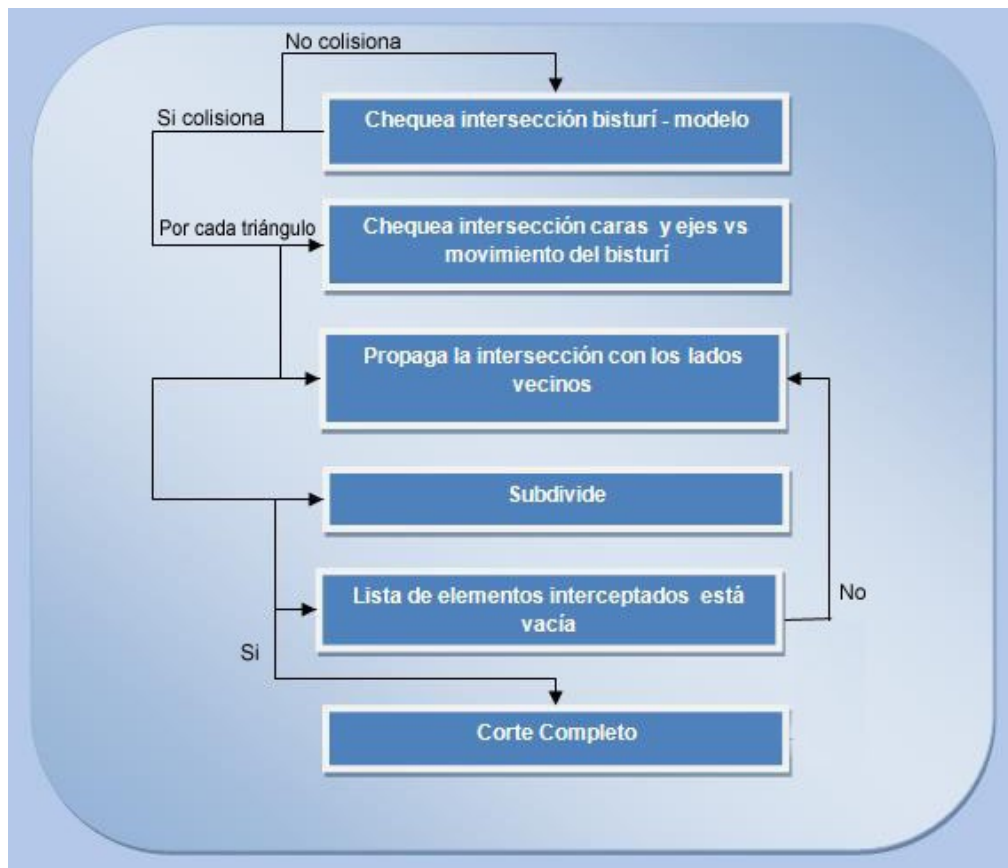 No colisiona
Si colisiona
Chequea intersección bisturí - modelo
Por cada triángulo
Chequea intersección caras y ejes vs
movimiento del bisturí
Propaga la intersección con los lados
vecinos
Subdivide
Lista de elementos interceptados está
vacía
No
Si
Corte Completo